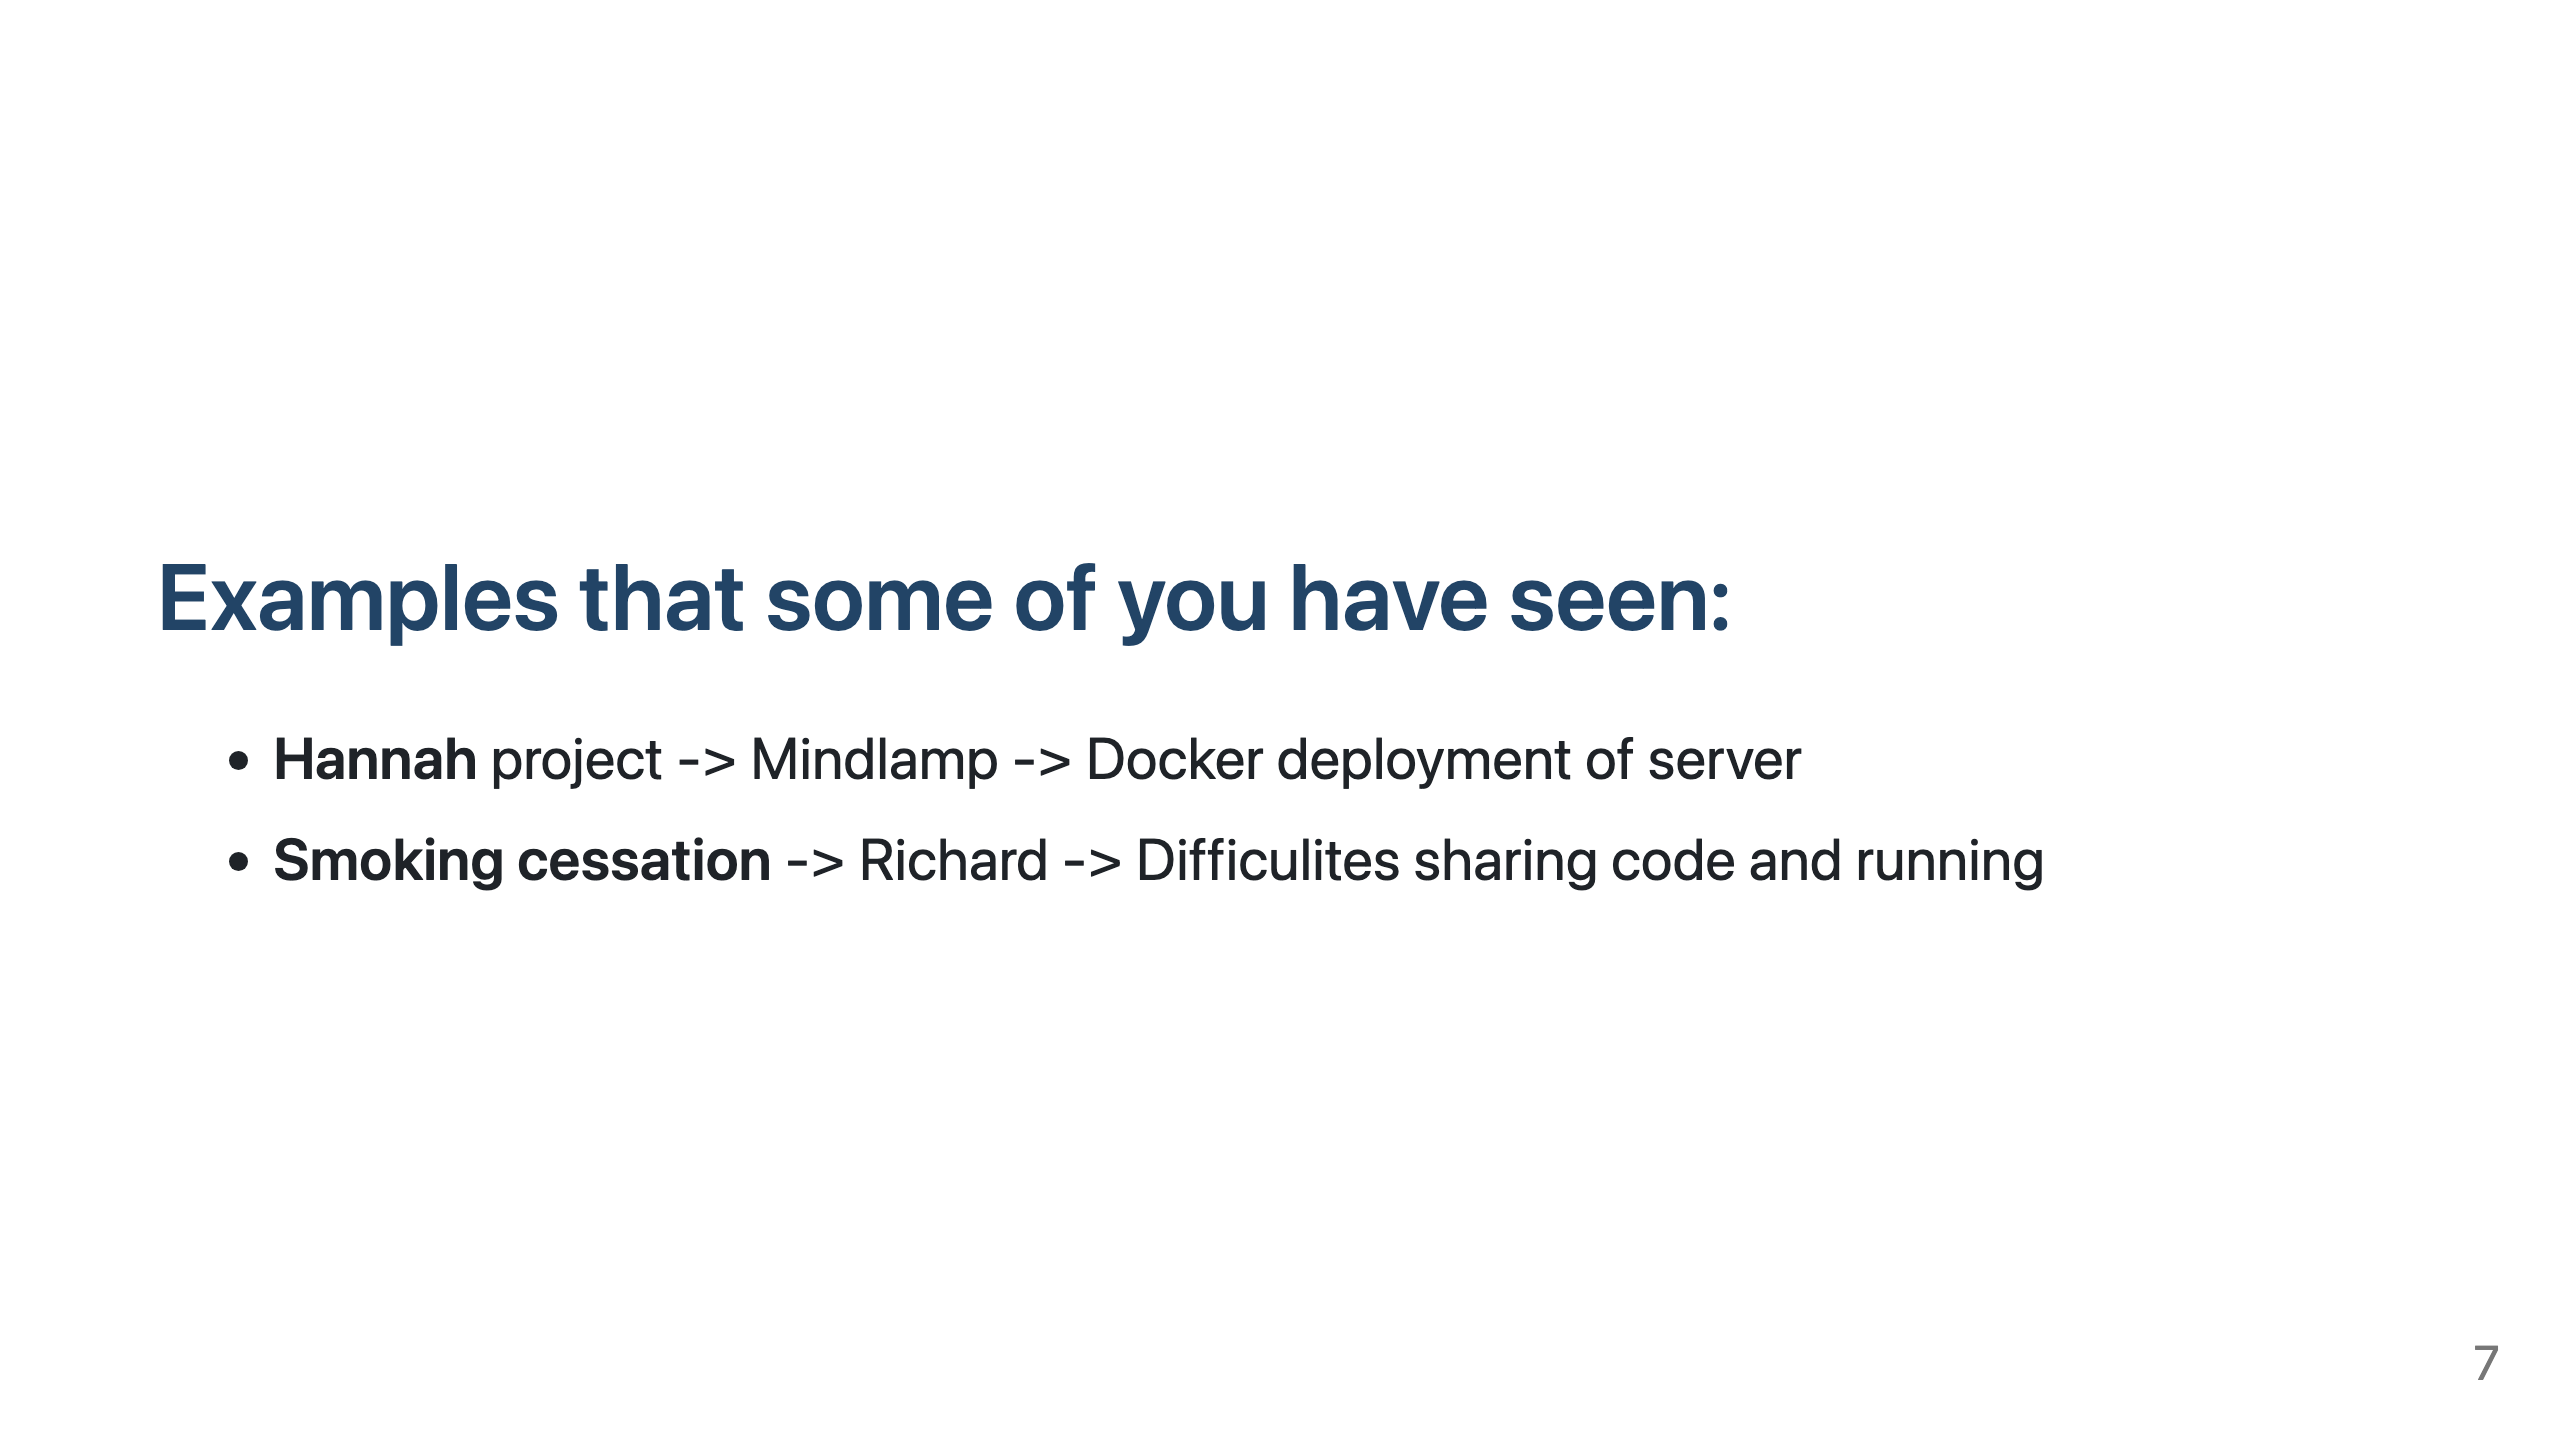 Examples that some of you have seen:
• Hannah project -> Mindlamp -> Docker deployment of server
• Smoking cessation -> Richard -> Difficulites sharing code and running
7